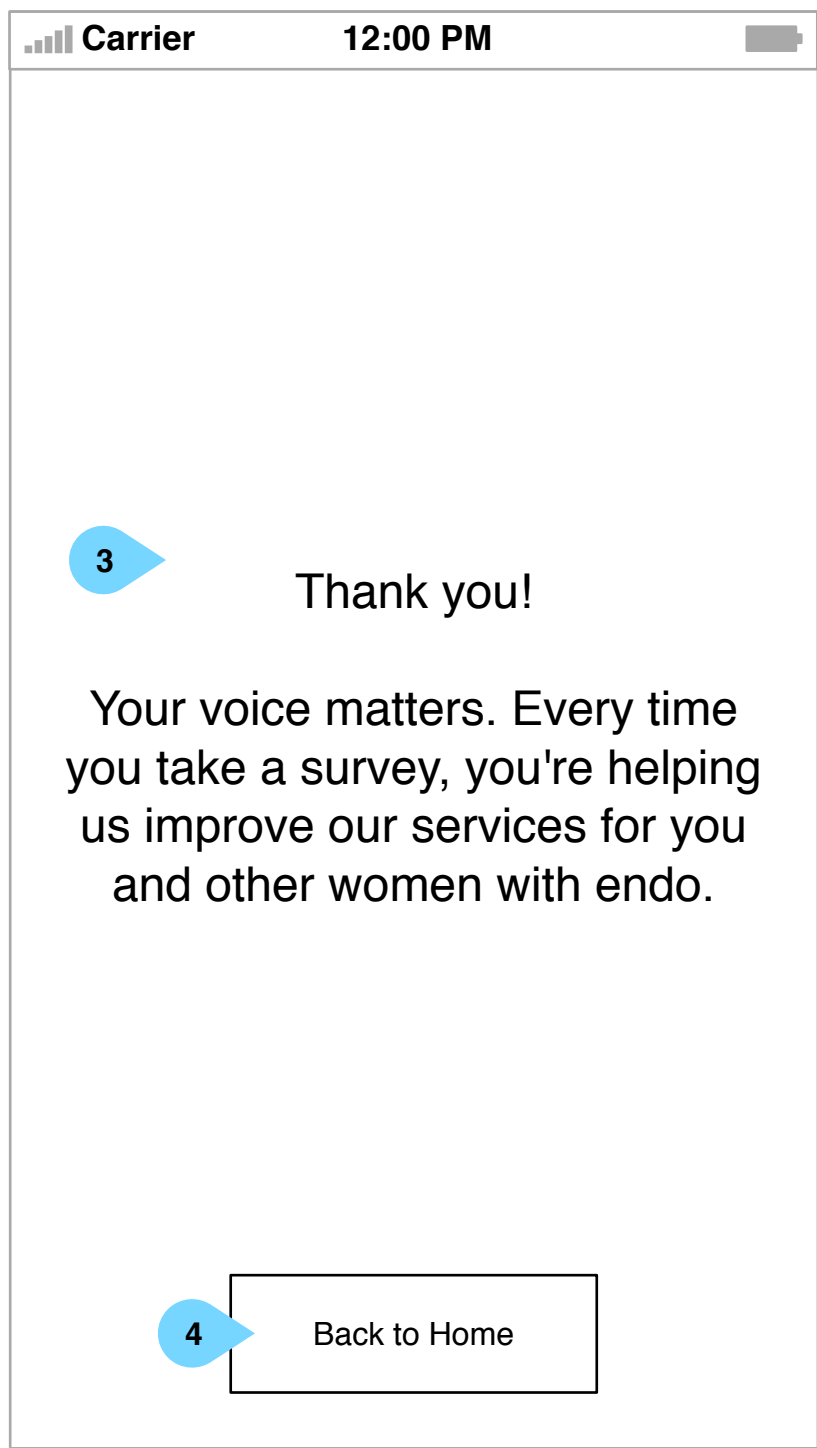 Carrier 12:00 PM
3
Thank you!
Your voice matters. Every time
you take a survey, you're helping
us improve our services for you
and other women with endo.
4
Back to Home